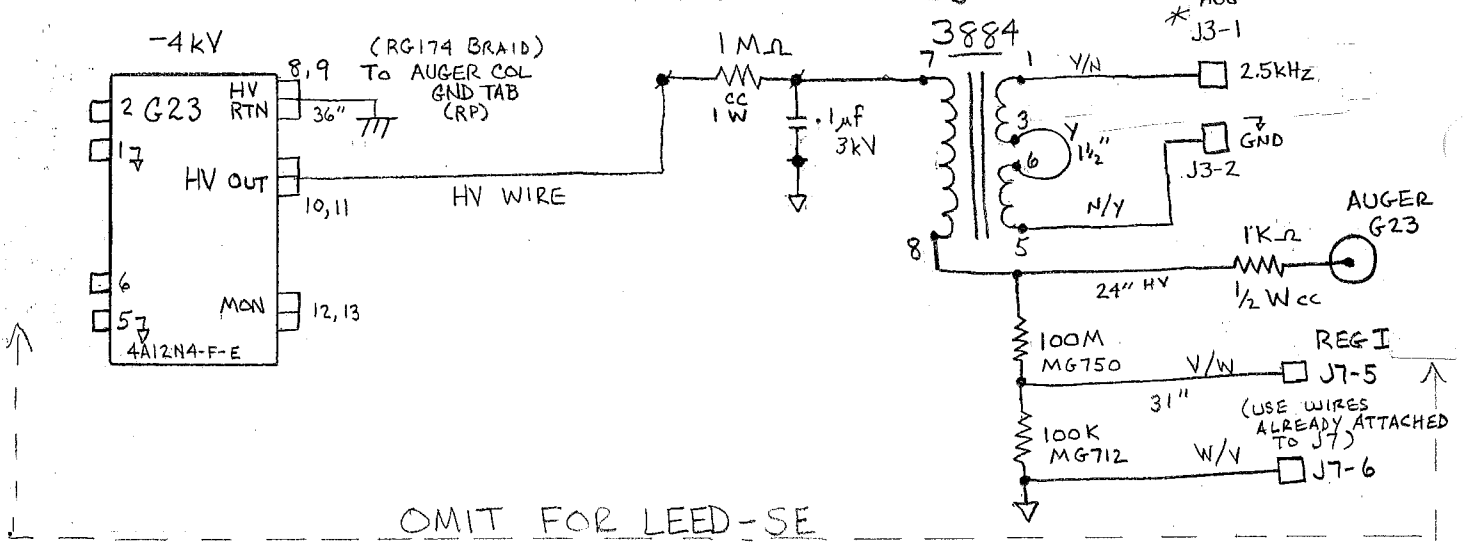 -4kV
2 G23
1
HV
RTN
8,9
36"
(RG174 BRAID)
TO AUGER COL
GND TAB
(RP)
HV OUT
10,11
HV WIRE
6
5
MON
12,13
4A12N4-F-E
1MΩ
CC
1W
.1µf
3kV
3884
7
8
1
3
6
5
Y
1½"
Y/N
N/Y
*
J3-1
2.5kHz
GND
J3-2
AUGER
G23
1KΩ
½ W cc
24" HV
100M
MG750
V/W
31"
REG I
J7-5
(USE WIRES
ALREADY ATTACHED
TO J7)
100K
MG712
W/V
J7-6
OMIT FOR LEED-SE